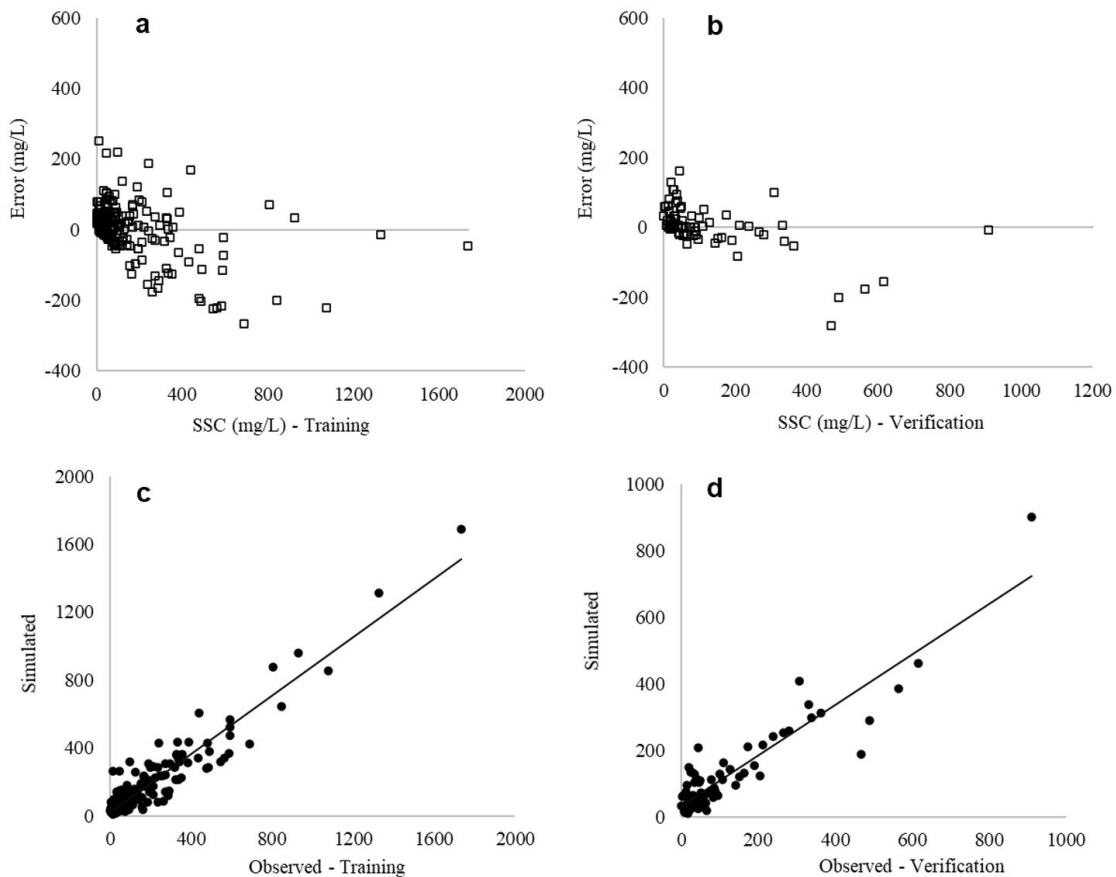 a
600
400
200
0
-200
-400
Error (mg/L)
0 400 800 1200 1600 2000
SSC (mg/L) - Training
b
600
400
200
0
-200
-400
Error (mg/L)
0 200 400 600 800 1000 1200
SSC (mg/L) - Verification
c
2000
1600
1200
800
400
0
Simulated
0 400 800 1200 1600 2000
Observed - Training
d
1000
800
600
400
200
0
Simulated
0 200 400 600 800 1000
Observed - Verification